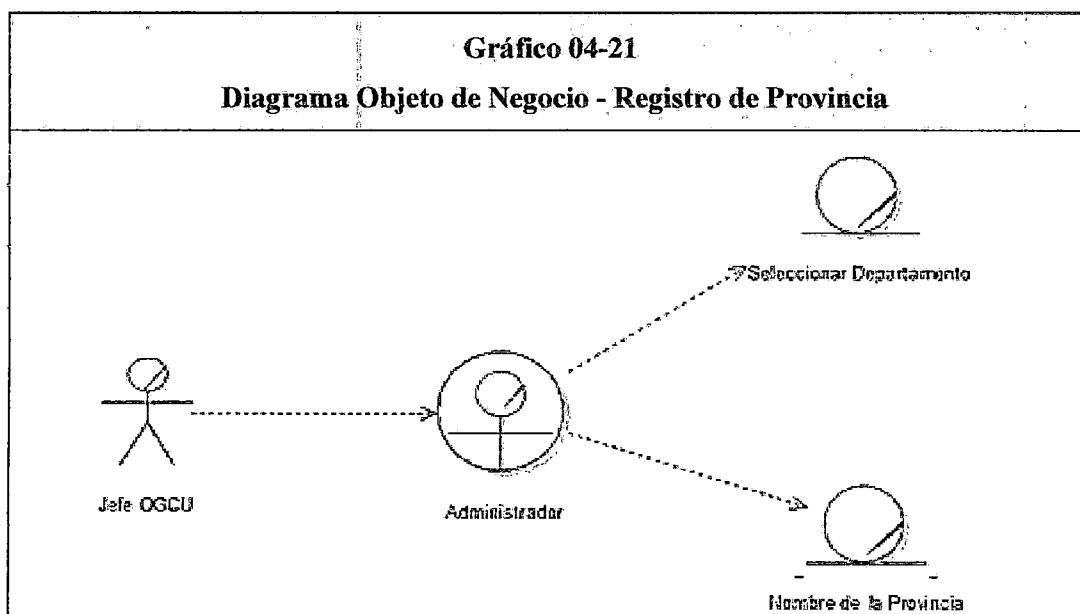 Gráfico 04-21
Diagrama Objeto de Negocio - Registro de Provincia
Seleccionar Departamento
Jefe OGCU
Administrador
Nombre de la Provincia